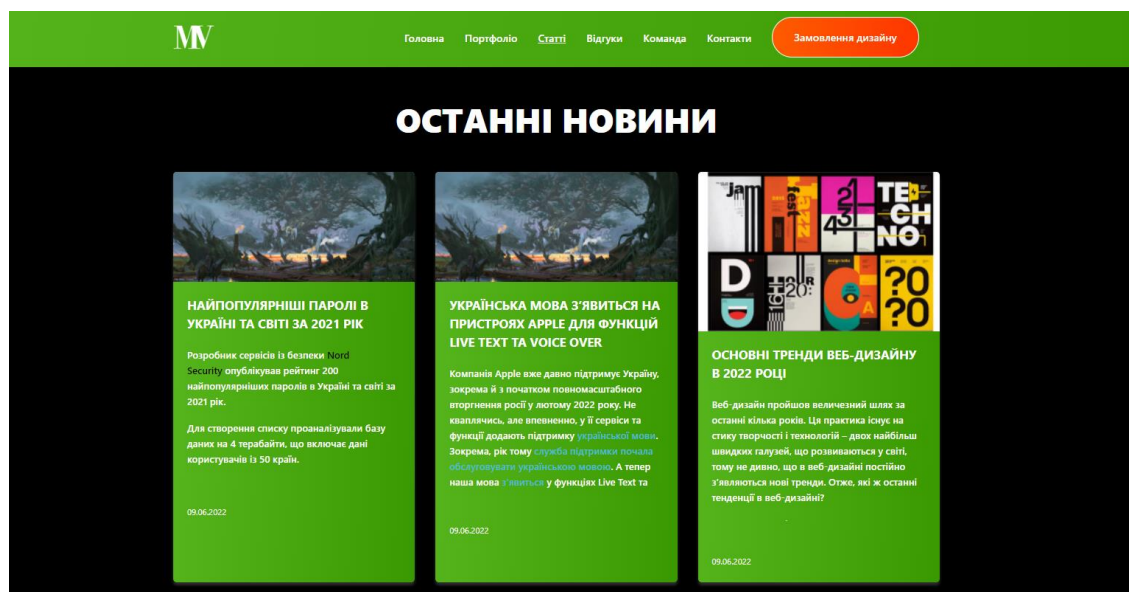 MV
Головна Портфоліо Статті Відгуки Команда Контакти Замовлення дизайну
ОСТАННІ НОВИНИ
НАЙПОПУЛЯРНІШІ ПАРОЛІ В
УКРАЇНІ ТА СВІТІ ЗА 2021 РІК
Розробник сервісів із безпеки Nord
Security опублікував рейтинг 200
найпопулярніших паролів в Україні та світі за
2021 рік.
Для створення списку проаналізували базу
даних на 4 терабайти, що включає дані
користувачів із 50 країн.
09.06.2022
УКРАЇНСЬКА МОВА З’ЯВИТЬСЯ НА
ПРИСТРОЯХ APPLE ДЛЯ ФУНКЦІЙ
LIVE TEXT ТА VOICE OVER
Компанія Apple вже давно підтримує Україну,
зокрема й з початком повномасштабного
вторгнення росії у лютому 2022 року. Не
кваплячись, але впевненно, у її сервіси та
функції додають підтримку української мови.
Зокрема, рік тому служба підтримки почала
обслуговувати українською мовою. А тепер
наша мова з’явиться у функціях Live Text та
09.06.2022
jam
fest
jazz
21
43
TE
CH
NO
D
HOUR
20:
?0
?0
ОСНОВНІ ТРЕНДИ ВЕБ-ДИЗАЙНУ
В 2022 РОЦІ
Веб-дизайн пройшов величезний шлях за
останні кілька років. Ця практика існує на
стику творчості і технологій – двох найбільш
швидких галузей, що розвиваються у світі,
тому не дивно, що в веб-дизайні постійно
з’являються нові тренди. Отже, які ж останні
тенденції в веб-дизайні?
09.06.2022